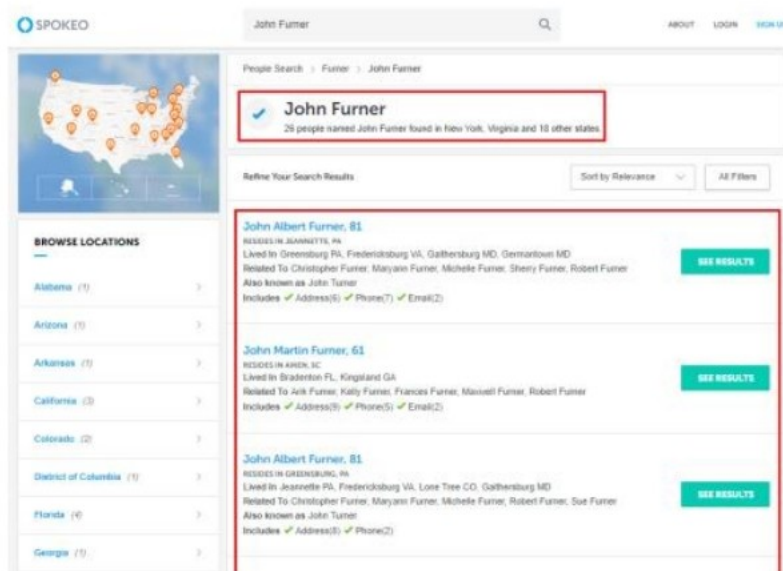 SPOKEO
John Furner
ABOUT LOGIN SIGN U
People Search > Furner > John Furner
John Furner
26 people named John Furner found in New York, Virginia and 18 other states
Refine Your Search Results
Sort by Relevance
All Filters
BROWSE LOCATIONS
Alabama (1)
Arizona (1)
Arkansas (1)
California (3)
Colorado (2)
District of Columbia (1)
Florida (4)
Georgia (1)
John Albert Furner, 81
RESIDES IN JEANNETTE, PA
Lived In Greensburg PA, Fredericksburg VA, Gaithersburg MD, Germantown MD
Related To Christopher Furner, Maryann Furner, Michelle Furner, Sherry Furner, Robert Furner
Also known as John Turner
Includes ✓ Address(6) ✓ Phone(7) ✓ Email(2)
SEE RESULTS
John Martin Furner, 61
RESIDES IN AIKEN, SC
Lived In Bradenton FL, Kingsland GA
Related To Arik Furner, Kally Furner, Frances Furner, Maxwell Furner, Robert Furner
Includes ✓ Address(9) ✓ Phone(5) ✓ Email(2)
SEE RESULTS
John Albert Furner, 81
RESIDES IN GREENSBURG, PA
Lived In Jeannette PA, Fredericksburg VA, Lone Tree CO, Gaithersburg MD
Related To Christopher Furner, Maryann Furner, Michelle Furner, Robert Furner, Sue Furner
Also known as John Turner
Includes ✓ Address(8) ✓ Phone(2)
SEE RESULTS